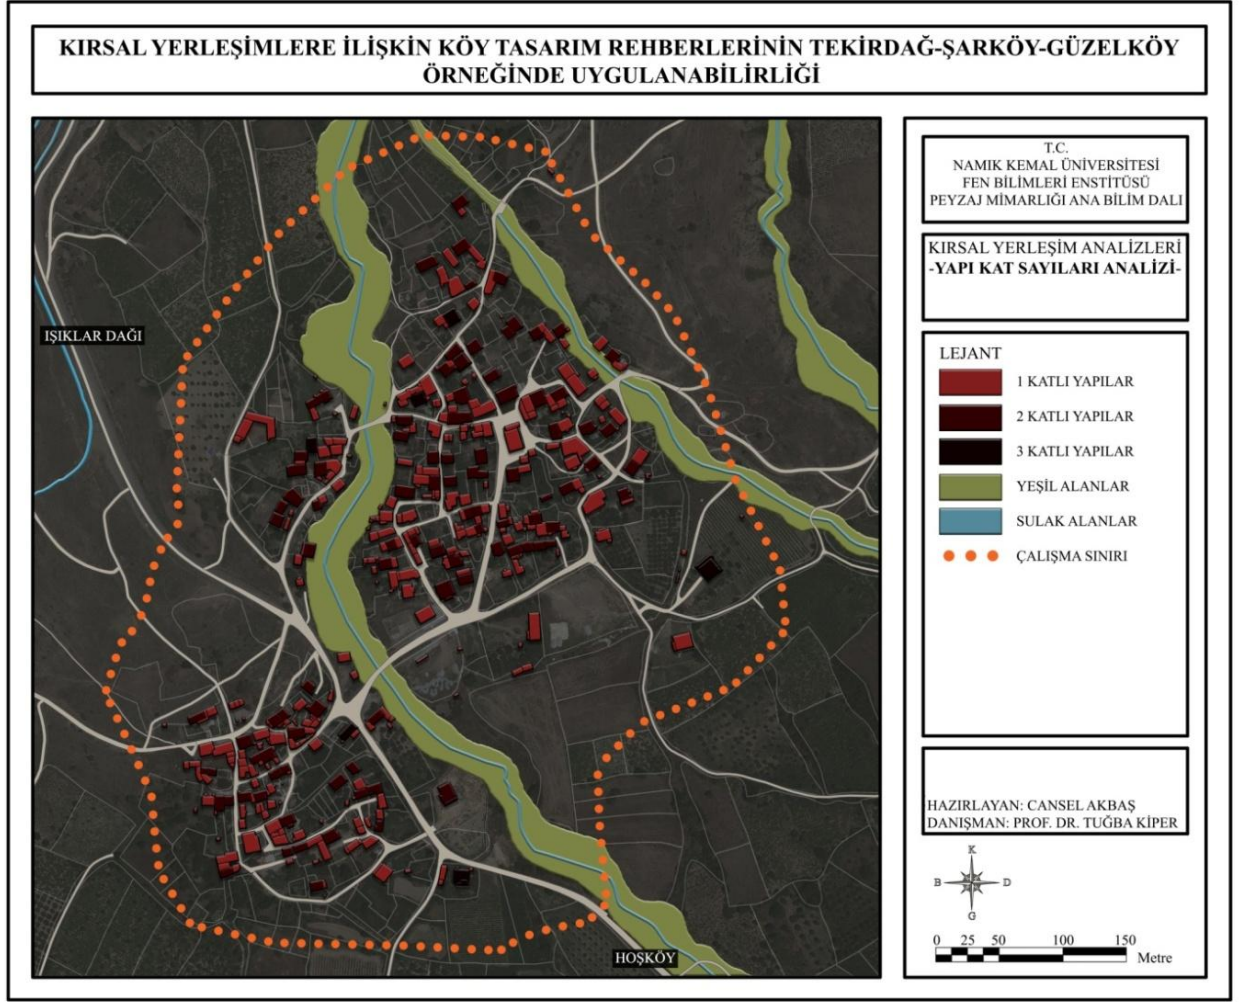 KIRSAL YERLEŞİMLERE İLİŞKİN KÖY TASARIM REHBERLERİNİN TEKİRDAĞ-ŞARKÖY-GÜZELKÖY
ÖRNEĞİNDE UYGULANABİLİRLİĞİ
IŞIKLAR DAĞI
HOŞKÖY
T.C.
NAMIK KEMAL ÜNİVERSİTESİ
FEN BİLİMLERİ ENSTİTÜSÜ
PEYZAJ MİMARLIĞI ANA BİLİM DALI
KIRSAL YERLEŞİM ANALİZLERİ
-YAPI KAT SAYILARI ANALİZİ-
LEJANT
1 KATLI YAPILAR
2 KATLI YAPILAR
3 KATLI YAPILAR
YEŞİL ALANLAR
SULAK ALANLAR
ÇALIŞMA SINIRI
HAZIRLAYAN: CANSEL AKBAŞ
DANIŞMAN: PROF. DR. TUĞBA KİPER
K
B D
G
0 25 50 100 150
Metre